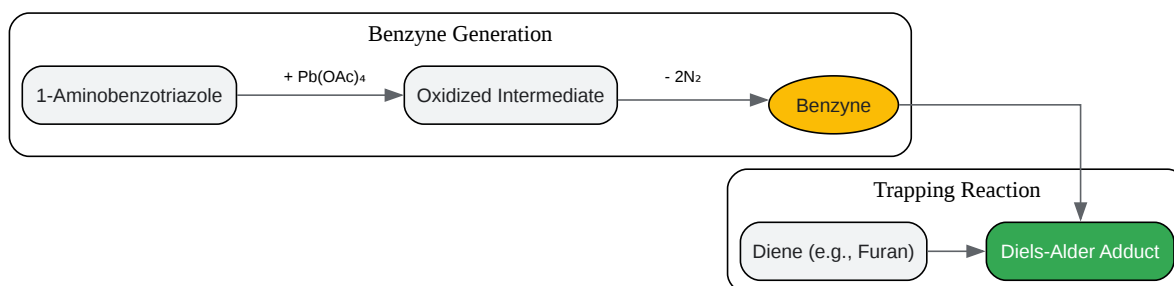 Benzyne Generation
1-Aminobenzotriazole
+ Pb(OAc)₄
Oxidized Intermediate
- 2N₂
Benzyne
Trapping Reaction
Diene (e.g., Furan)
Diels-Alder Adduct